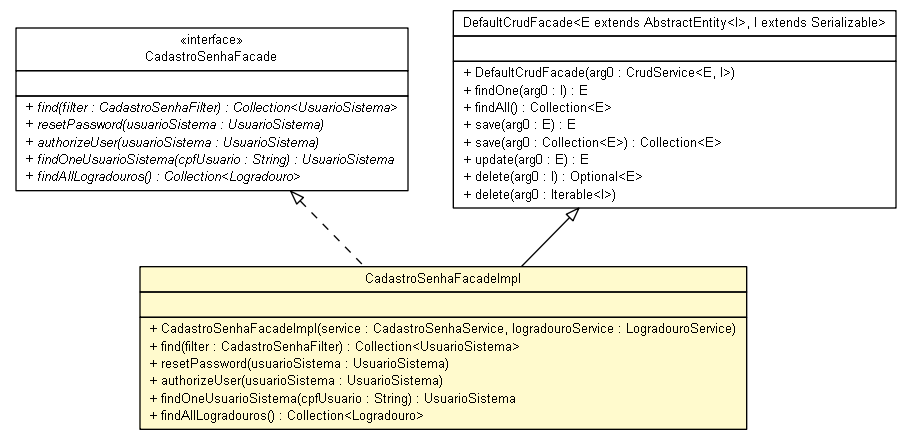 «interface»
CadastroSenhaFacade
+ find(filter : CadastroSenhaFilter) : Collection<UsuarioSistema>
+ resetPassword(usuarioSistema : UsuarioSistema)
+ authorizeUser(usuarioSistema : UsuarioSistema)
+ findOneUsuarioSistema(cpfUsuario : String) : UsuarioSistema
+ findAllLogradouros() : Collection<Logradouro>
DefaultCrudFacade<E extends AbstractEntity<I>, I extends Serializable>
+ DefaultCrudFacade(arg0 : CrudService<E, I>)
+ findOne(arg0 : I) : E
+ findAll() : Collection<E>
+ save(arg0 : E) : E
+ save(arg0 : Collection<E>) : Collection<E>
+ update(arg0 : E) : E
+ delete(arg0 : I) : Optional<E>
+ delete(arg0 : Iterable<I>)
CadastroSenhaFacadeImpl
+ CadastroSenhaFacadeImpl(service : CadastroSenhaService, logradouroService : LogradouroService)
+ find(filter : CadastroSenhaFilter) : Collection<UsuarioSistema>
+ resetPassword(usuarioSistema : UsuarioSistema)
+ authorizeUser(usuarioSistema : UsuarioSistema)
+ findOneUsuarioSistema(cpfUsuario : String) : UsuarioSistema
+ findAllLogradouros() : Collection<Logradouro>